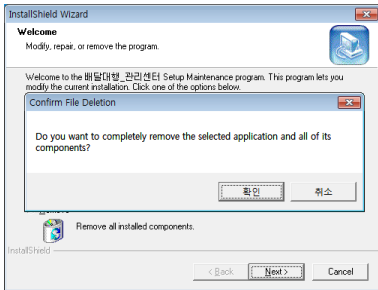 InstallShield Wizard
Welcome
Modify, repair, or remove the program.
Welcome to the 배달대행_관리센터 Setup Maintenance program. This program lets you
modify the current installation. Click one of the options below.
Confirm File Deletion
Do you want to completely remove the selected application and all of its
components?
확인
취소
Remove all installed components.
InstallShield
< Back
Next >
Cancel